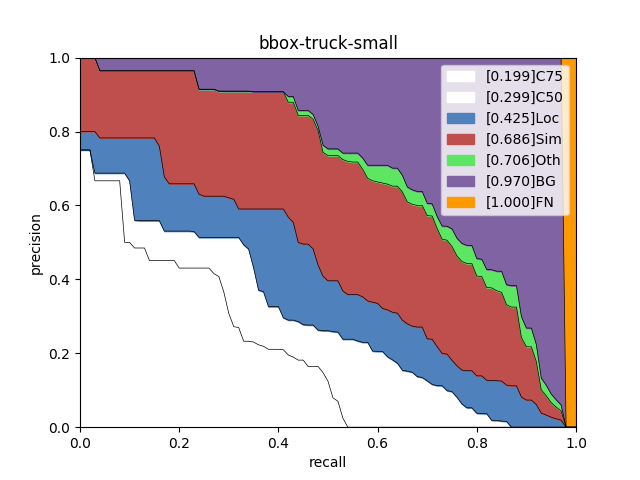 bbox-truck-small
1.0
0.8
0.6
0.4
0.2
0.0
precision
[0.199]C75
[0.299]C50
[0.425]Loc
[0.686]Sim
[0.706]Oth
[0.970]BG
[1.000]FN
0.0 0.2 0.4 0.6 0.8 1.0
recall